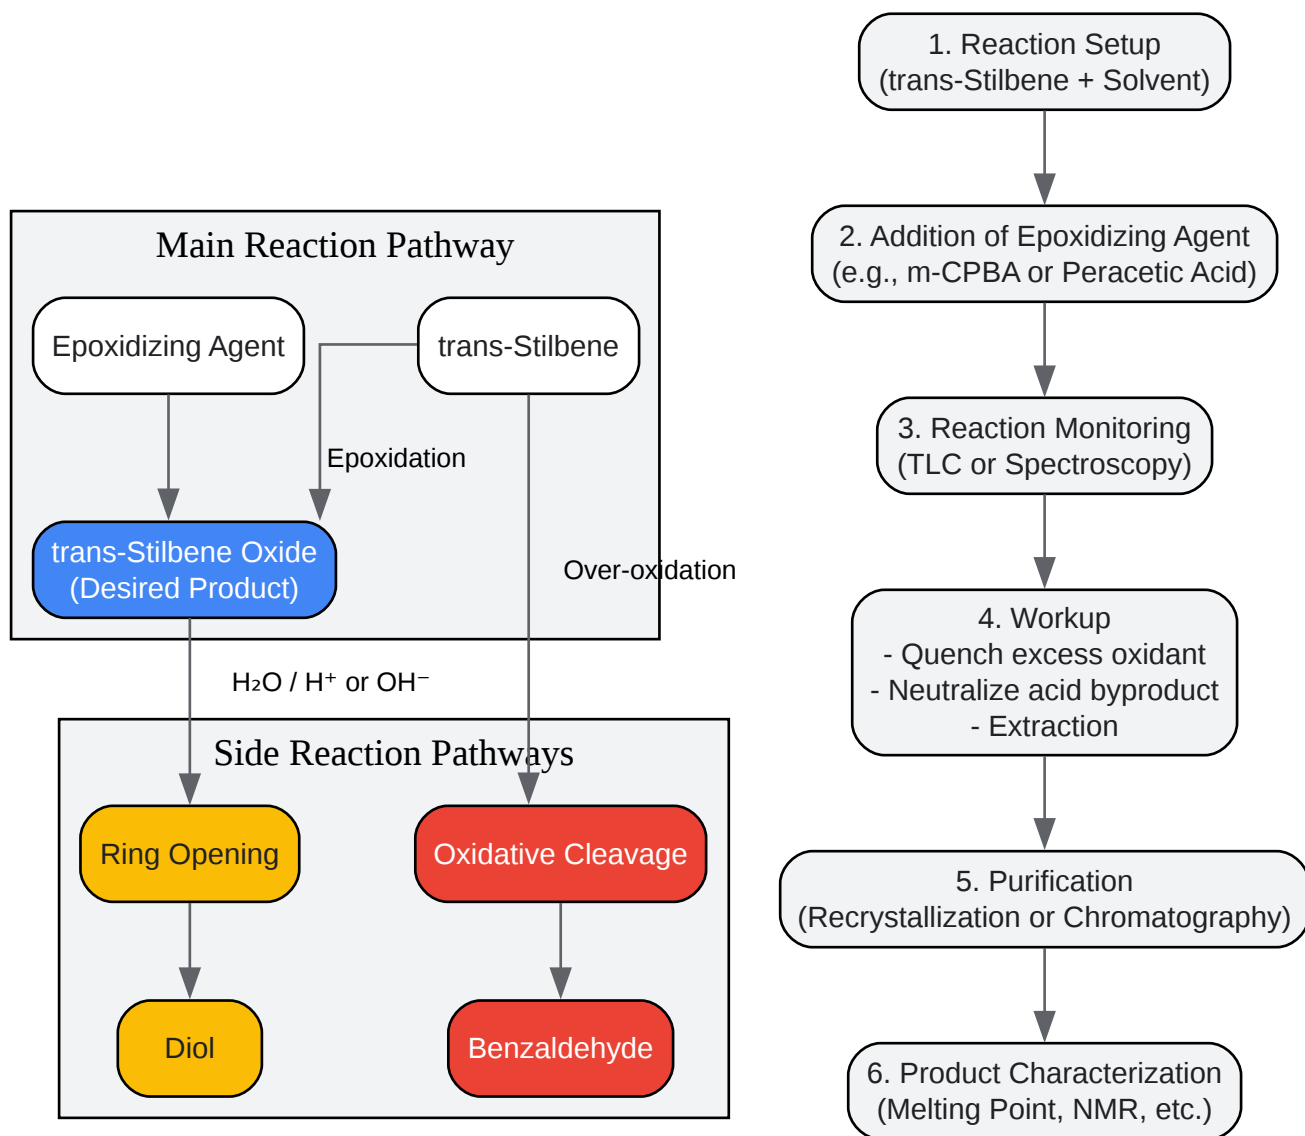 Main Reaction Pathway
Epoxidizing Agent
trans-Stilbene
Epoxidation
trans-Stilbene Oxide
(Desired Product)
Over-oxidation
H₂O / H⁺ or OH⁻
Side Reaction Pathways
Ring Opening
Oxidative Cleavage
Diol
Benzaldehyde
1. Reaction Setup
(trans-Stilbene + Solvent)
2. Addition of Epoxidizing Agent
(e.g., m-CPBA or Peracetic Acid)
3. Reaction Monitoring
(TLC or Spectroscopy)
4. Workup
- Quench excess oxidant
- Neutralize acid byproduct
- Extraction
5. Purification
(Recrystallization or Chromatography)
6. Product Characterization
(Melting Point, NMR, etc.)